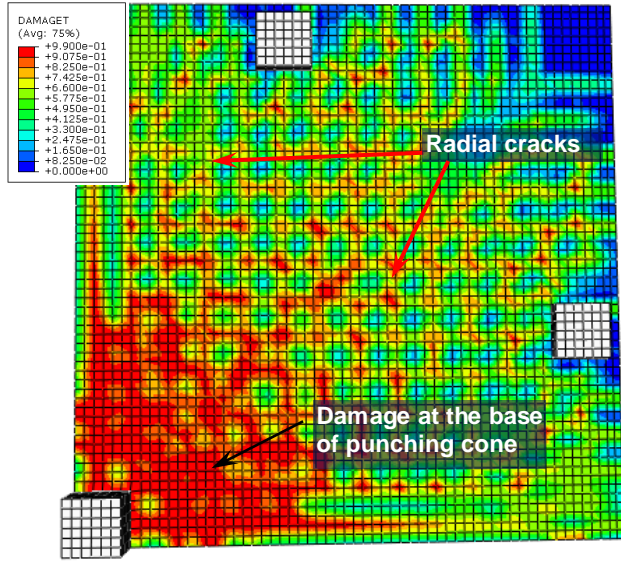 DAMAGET
(Avg: 75%)
+9.900e-01
+9.075e-01
+8.250e-01
+7.425e-01
+6.600e-01
+5.775e-01
+4.950e-01
+4.125e-01
+3.300e-01
+2.475e-01
+1.650e-01
+8.250e-02
+0.000e+00
Radial cracks
Damage at the base
of punching cone